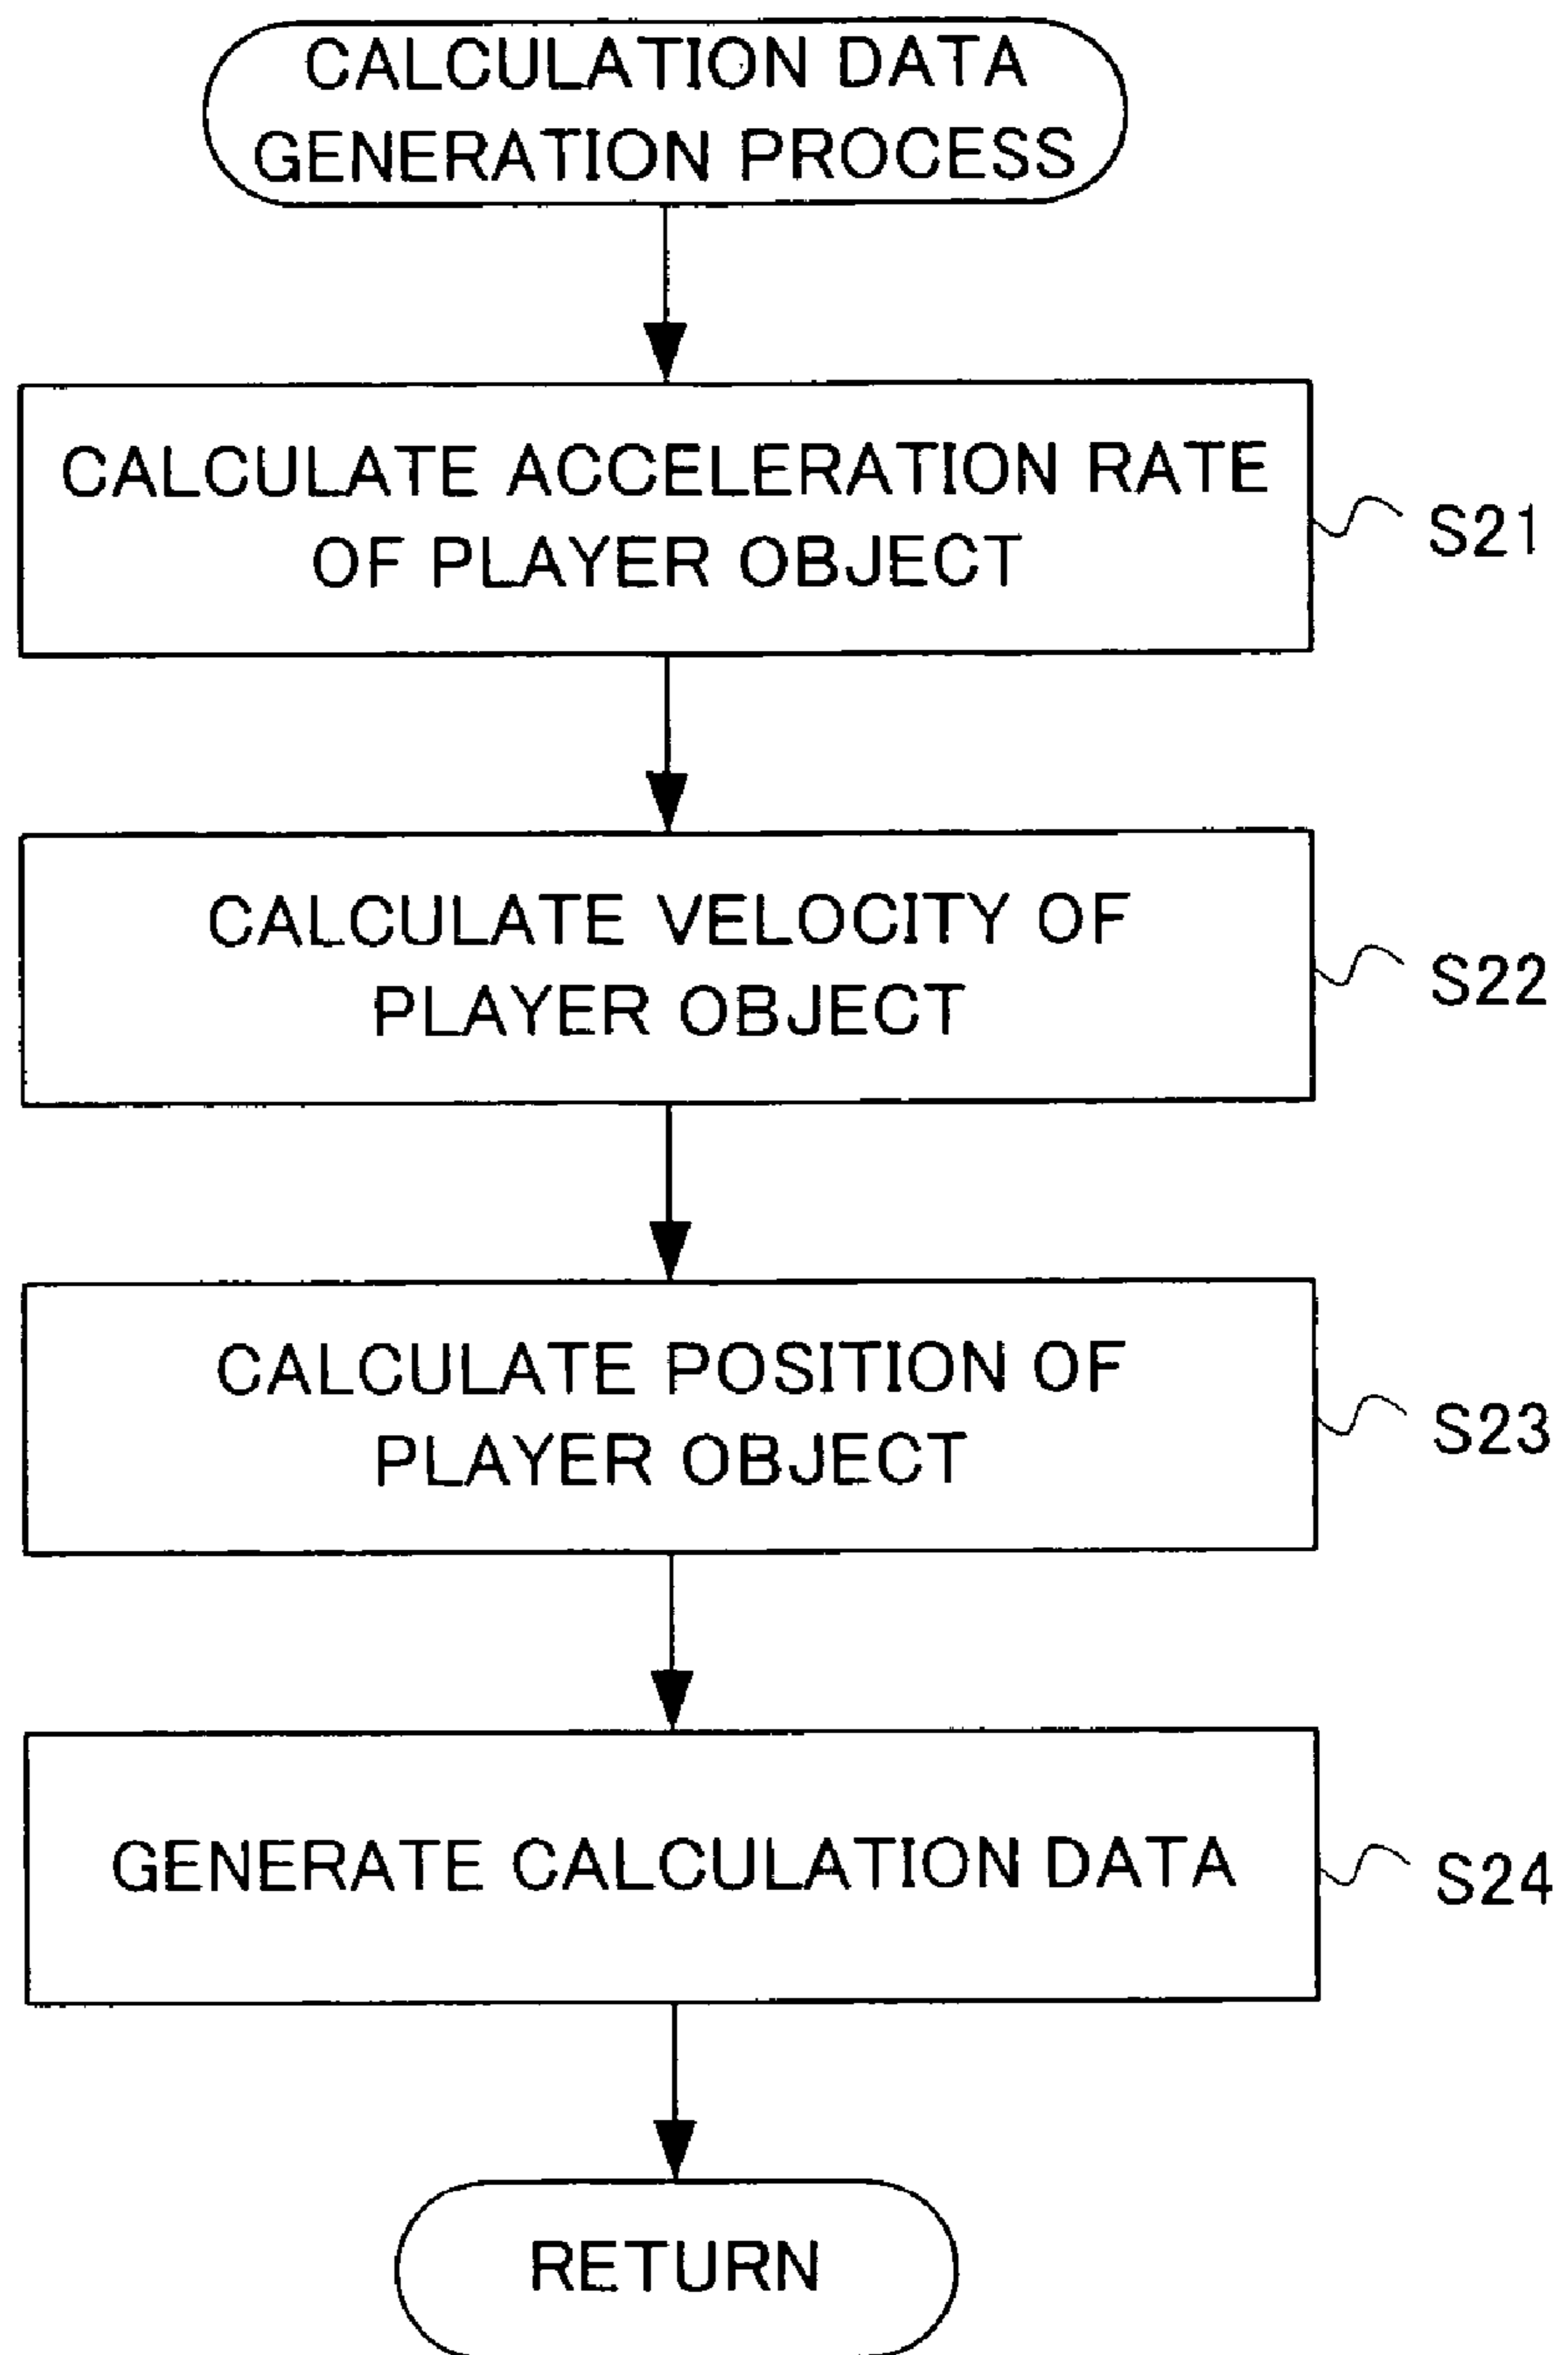 CALCULATION DATA
GENERATION PROCESS
CALCULATE ACCELERATION RATE
OF PLAYER OBJECT
S21
CALCULATE VELOCITY OF
PLAYER OBJECT
S22
CALCULATE POSITION OF
PLAYER OBJECT
S23
GENERATE CALCULATION DATA
S24
RETURN